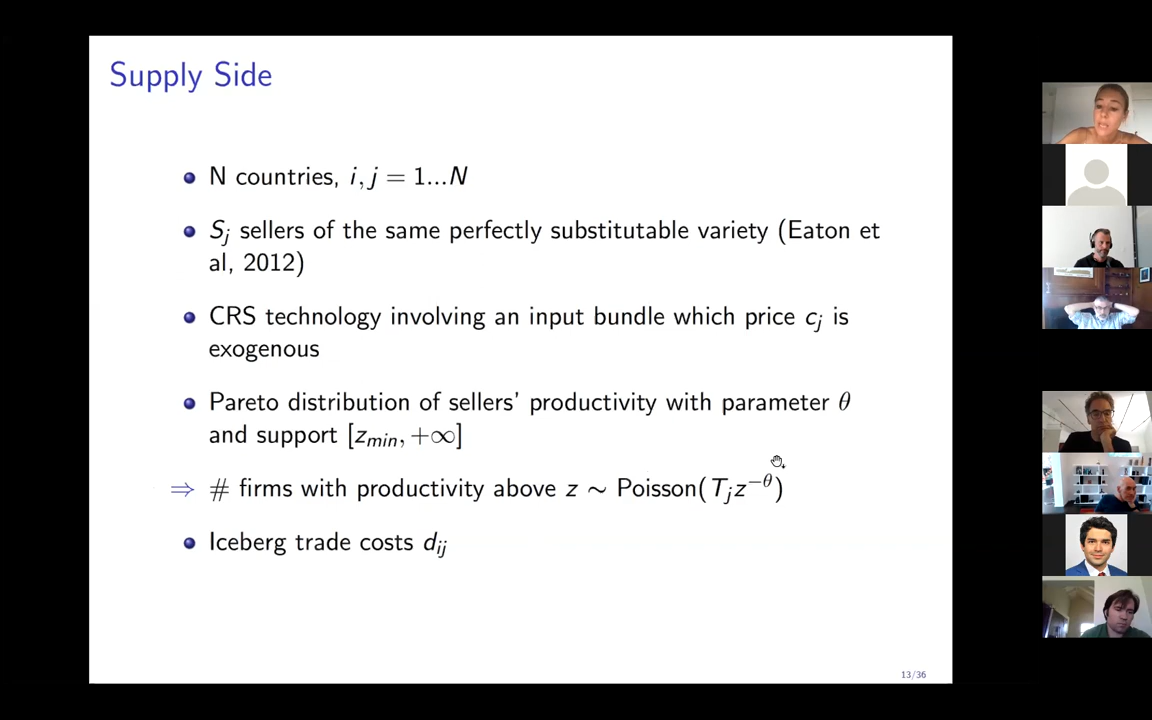 Supply Side
N countries, i, j = 1...N
S_j sellers of the same perfectly substitutable variety (Eaton et
al, 2012)
CRS technology involving an input bundle which price c_j is
exogenous
Pareto distribution of sellers' productivity with parameter θ
and support [z_min, +∞]
⇒ # firms with productivity above z ∼ Poisson(T_j z^{−θ})
Iceberg trade costs d_ij
13/36